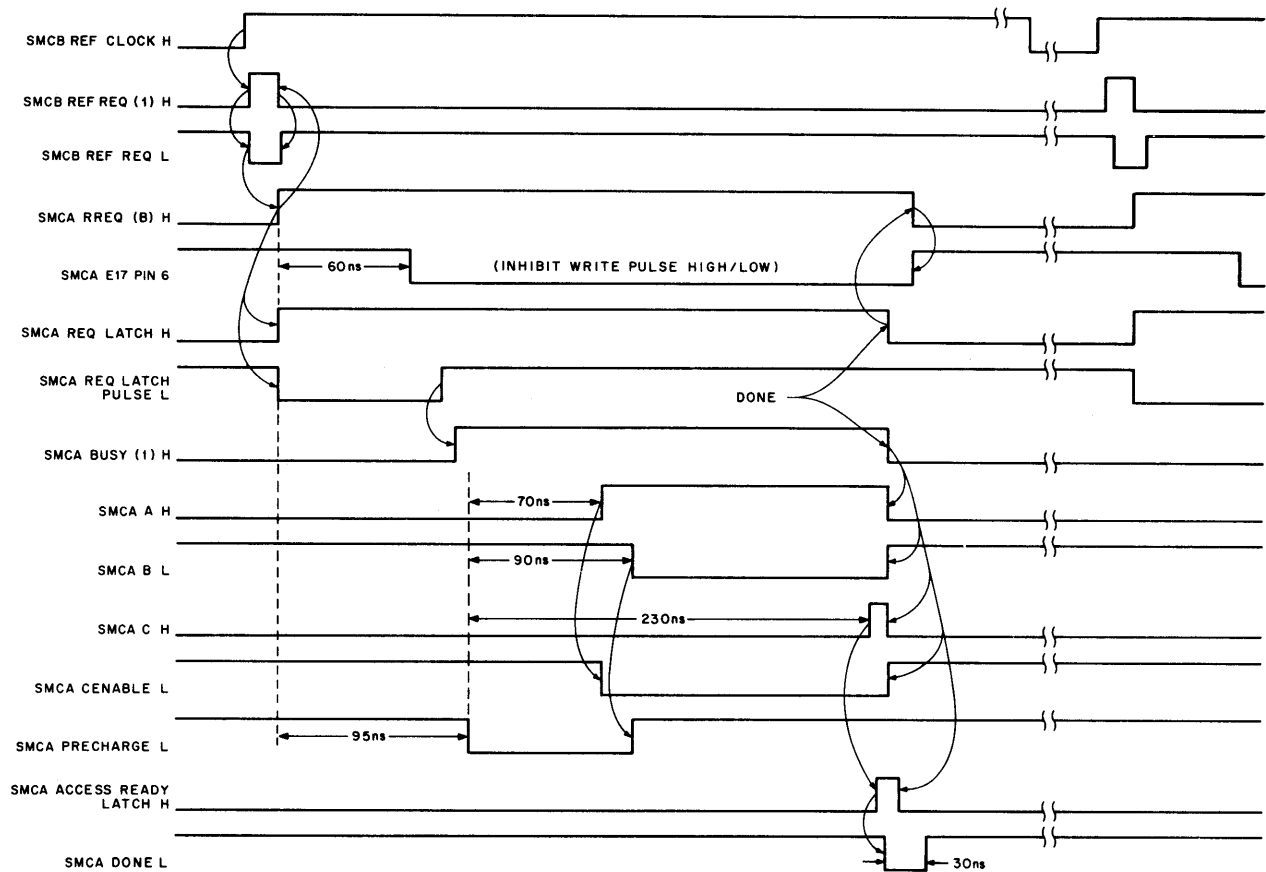 SMCB REF CLOCK H
SMCB REF REQ (1) H
SMCB REF REQ L
SMCA RREQ (B) H
60ns
(INHIBIT WRITE PULSE HIGH/LOW)
SMCA E17 PIN 6
SMCA REQ LATCH H
SMCA REQ LATCH
PULSE L
DONE
SMCA BUSY (1) H
70ns
SMCA A H
90ns
SMCA B L
230ns
SMCA C H
SMCA CENABLE L
95ns
SMCA PRECHARGE L
SMCA ACCESS READY
LATCH H
SMCA DONE L
30ns